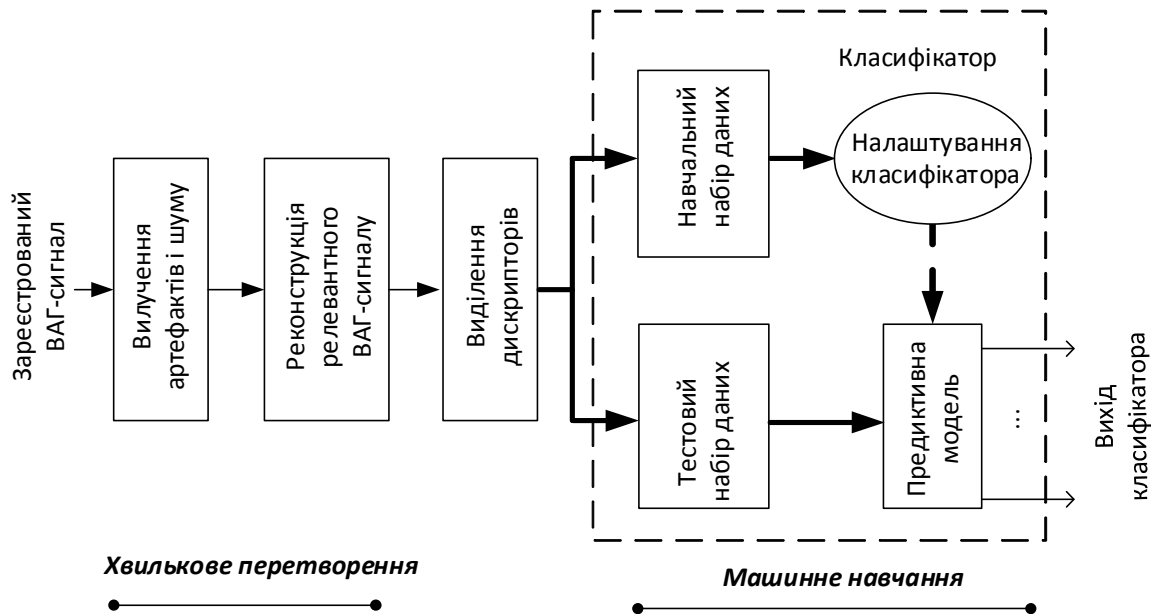 Зареєстрований
ВАГ-сигнал
Вилучення
артефактів і шуму
Реконструкція
релевантного
ВАГ-сигналу
Виділення
дискрипторів
Класифікатор
Навчальний
набір даних
Налаштування
класифікатора
Тестовий
набір даних
Предиктивна
модель
...
Вихід
класифікатора
Хвилькове перетворення
Машинне навчання